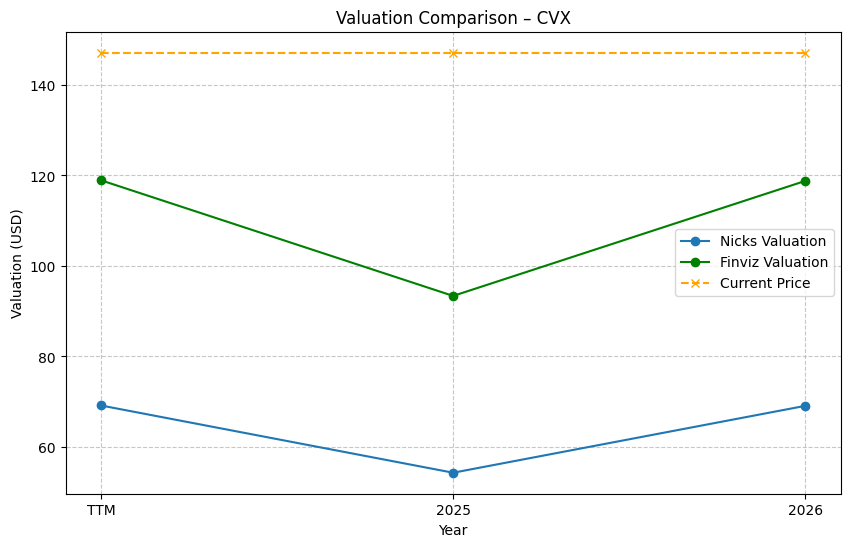 Valuation Comparison – CVX
Valuation (USD)
140
120
100
80
60
Nicks Valuation
Finviz Valuation
Current Price
TTM
2025
2026
Year